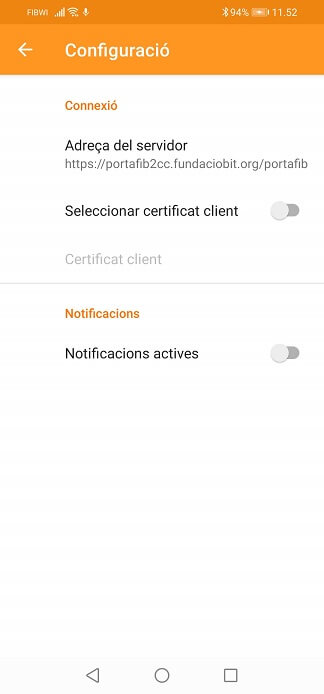 FIBWI 94% 11.52
Configuració
Connexió
Adreça del servidor
https://portafib2cc.fundaciobit.org/portafib
Seleccionar certificat client
Certificat client
Notificacions
Notificacions actives